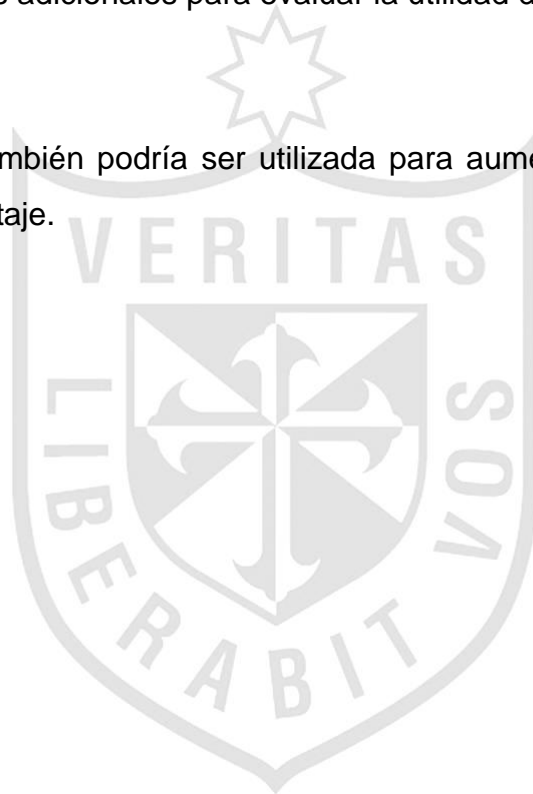 s adicionales para evaluar la utilidad d
mbién podría ser utilizada para aume
taje.
VERITAS
LIBERABIT
VOS